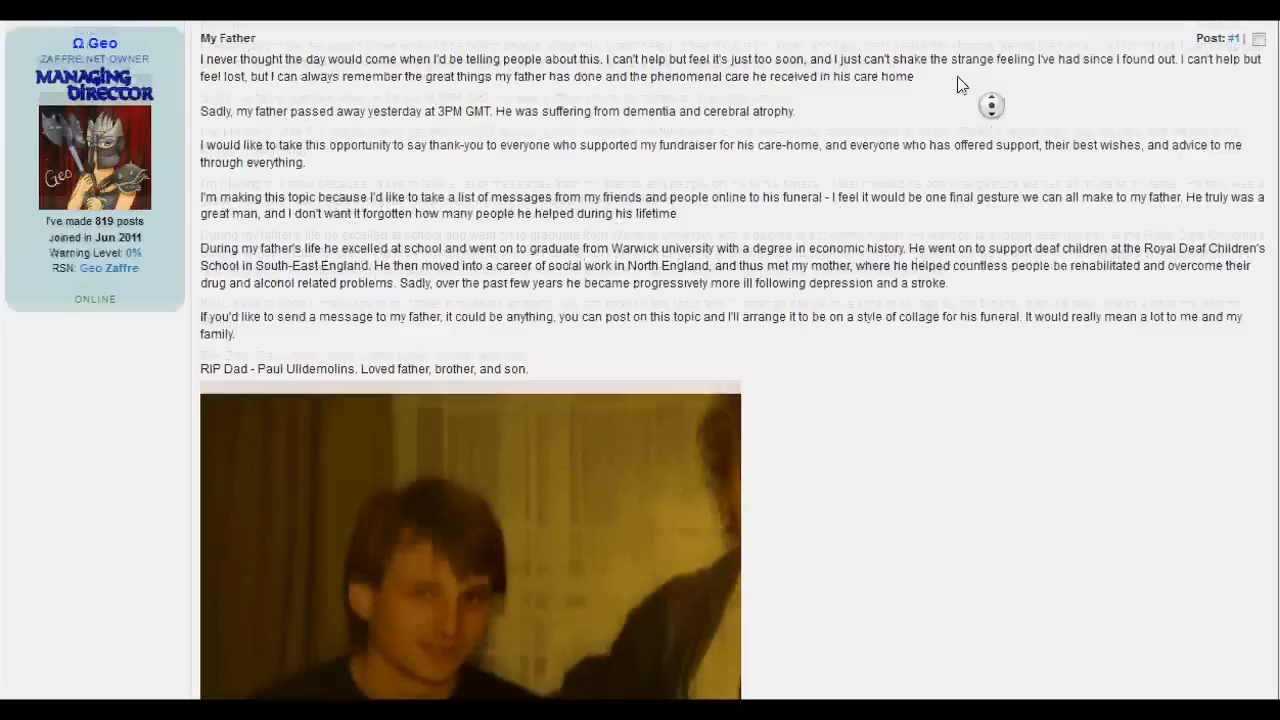 Ω Geo
ZAFFRE.NET OWNER
MANAGING
DIRECTOR
Geo
I've made 819 posts
joined in Jun 2011
Warning Level: 0%
RSN: Geo Zaffre
ONLINE
My Father
Post: #1 |
I never thought the day would come when I'd be telling people about this. I can't help but feel it's just too soon, and I just can't shake the strange feeling I've had since I found out. I can't help but
feel lost, but I can always remember the great things my father has done and the phenomenal care he received in his care home
Sadly, my father passed away yesterday at 3PM GMT. He was suffering from dementia and cerebral atrophy.
I would like to take this opportunity to say thank-you to everyone who supported my fundraiser for his care-home, and everyone who has offered support, their best wishes, and advice to me
through everything.
I'm making this topic because I'd like to take a list of messages from my friends and people online to his funeral - I feel it would be one final gesture we can all make to my father. He truly was a
great man, and I don't want it forgotten how many people he helped during his lifetime.
During my father's life he excelled at school and went on to graduate from Warwick university with a degree in economic history. He went on to support deaf children at the Royal Deaf Children's
School in South-East England. He then moved into a career of social work in North England, and thus met my mother, where he helped countless people be rehabilitated and overcome their
drug and alconol related problems. Sadly, over the past few years he became progressively more ill following depression and a stroke.
If you'd like to send a message to my father, it could be anything, you can post on this topic and I'll arrange it to be on a style of collage for his funeral. It would really mean a lot to me and my
family.
RIP Dad - Paul Ulldemolins. Loved father, brother, and son.